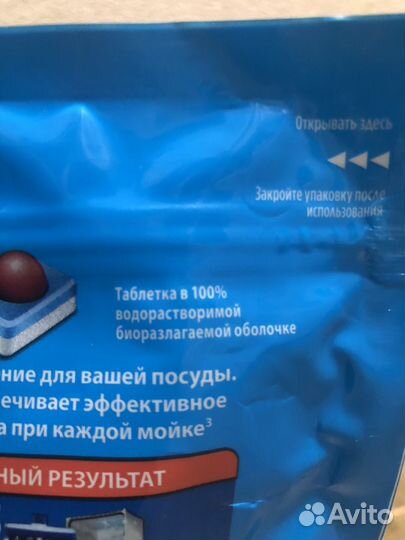 Открывать здесь
Закройте упаковку после
использования
Таблетка в 100%
водорастворимой
биоразлагаемой оболочке
ение для вашей посуды.
ечивает эффективное
а при каждой мойке³
НЫЙ РЕЗУЛЬТАТ
Avito